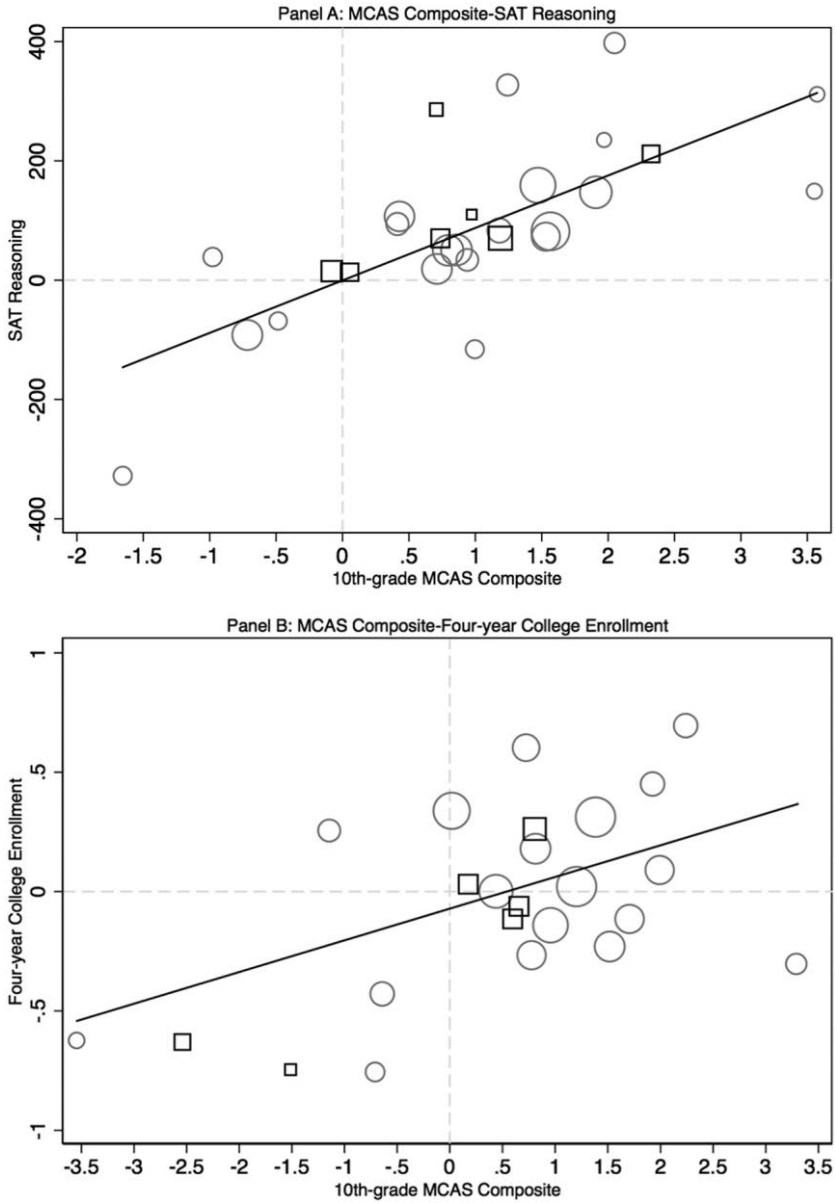 Panel A: MCAS Composite-SAT Reasoning
400
200
0
-200
-400
SAT Reasoning
-2 -1.5 -1 -.5 0 .5 1 1.5 2 2.5 3 3.5
10th-grade MCAS Composite
Panel B: MCAS Composite-Four-year College Enrollment
1
.5
0
-.5
-1
Four-year College Enrollment
-3.5 -3 -2.5 -2 -1.5 -1 -.5 0 .5 1 1.5 2 2.5 3 3.5
10th-grade MCAS Composite